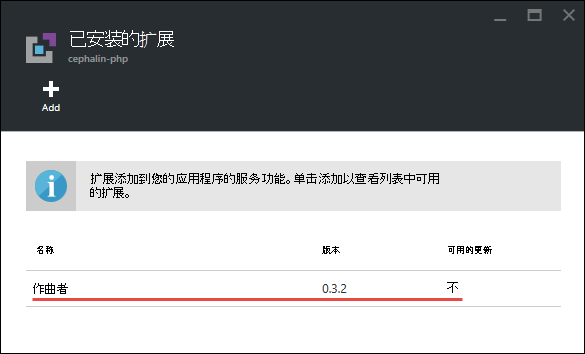 已安装的扩展
cephalin-php
Add
扩展添加到您的应用程序的服务功能。单击添加以查看列表中可用
的扩展。
名称 版本 可用的更新
作曲者 0.3.2 不